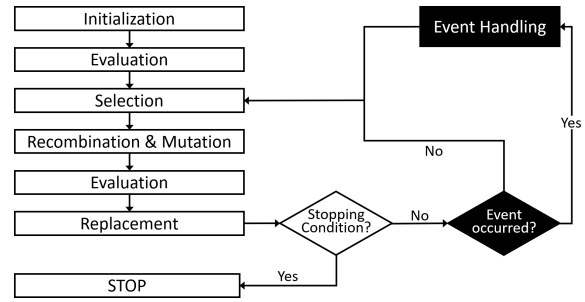 Initialization
Event Handling
Evaluation
Selection
Yes
Recombination & Mutation
No
Evaluation
Replacement
Stopping
Condition?
No
Event
occurred?
Yes
STOP